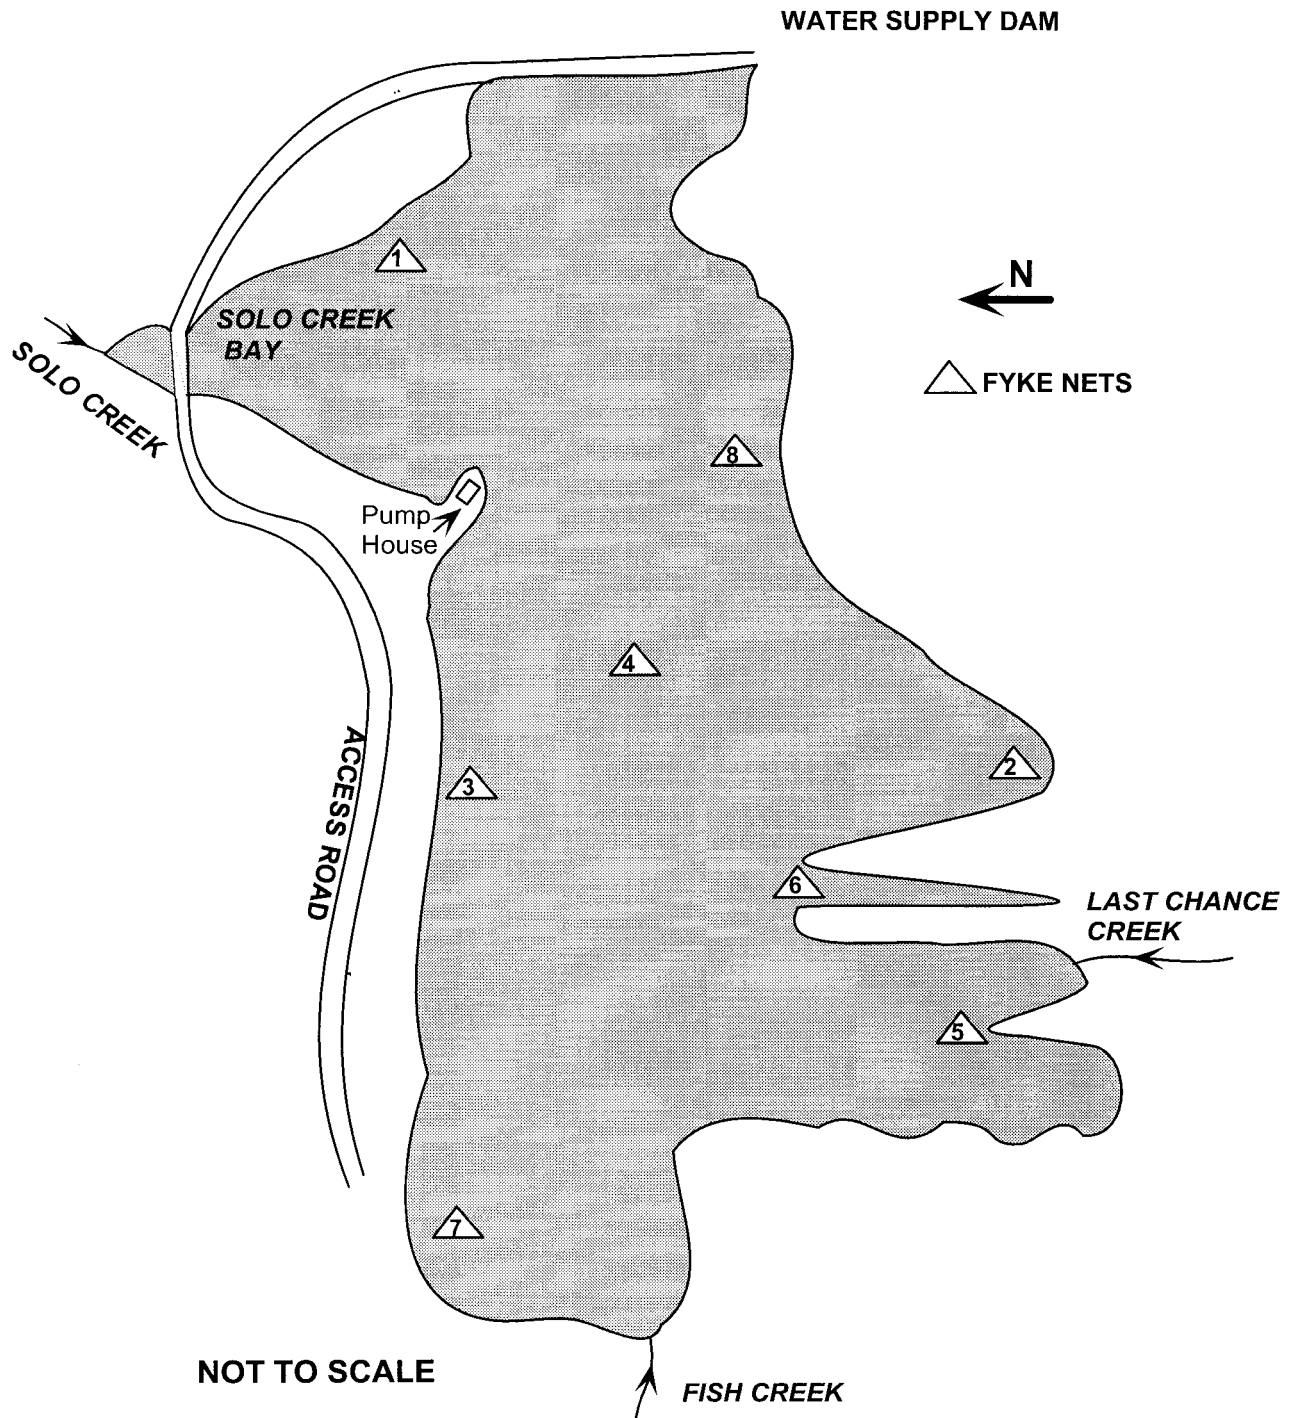 WATER SUPPLY DAM
1
N
SOLO CREEK
BAY
SOLO CREEK
FYKE NETS
8
Pump
House
4
ACCESS ROAD
2
3
6
LAST CHANCE
CREEK
5
7
NOT TO SCALE
FISH CREEK